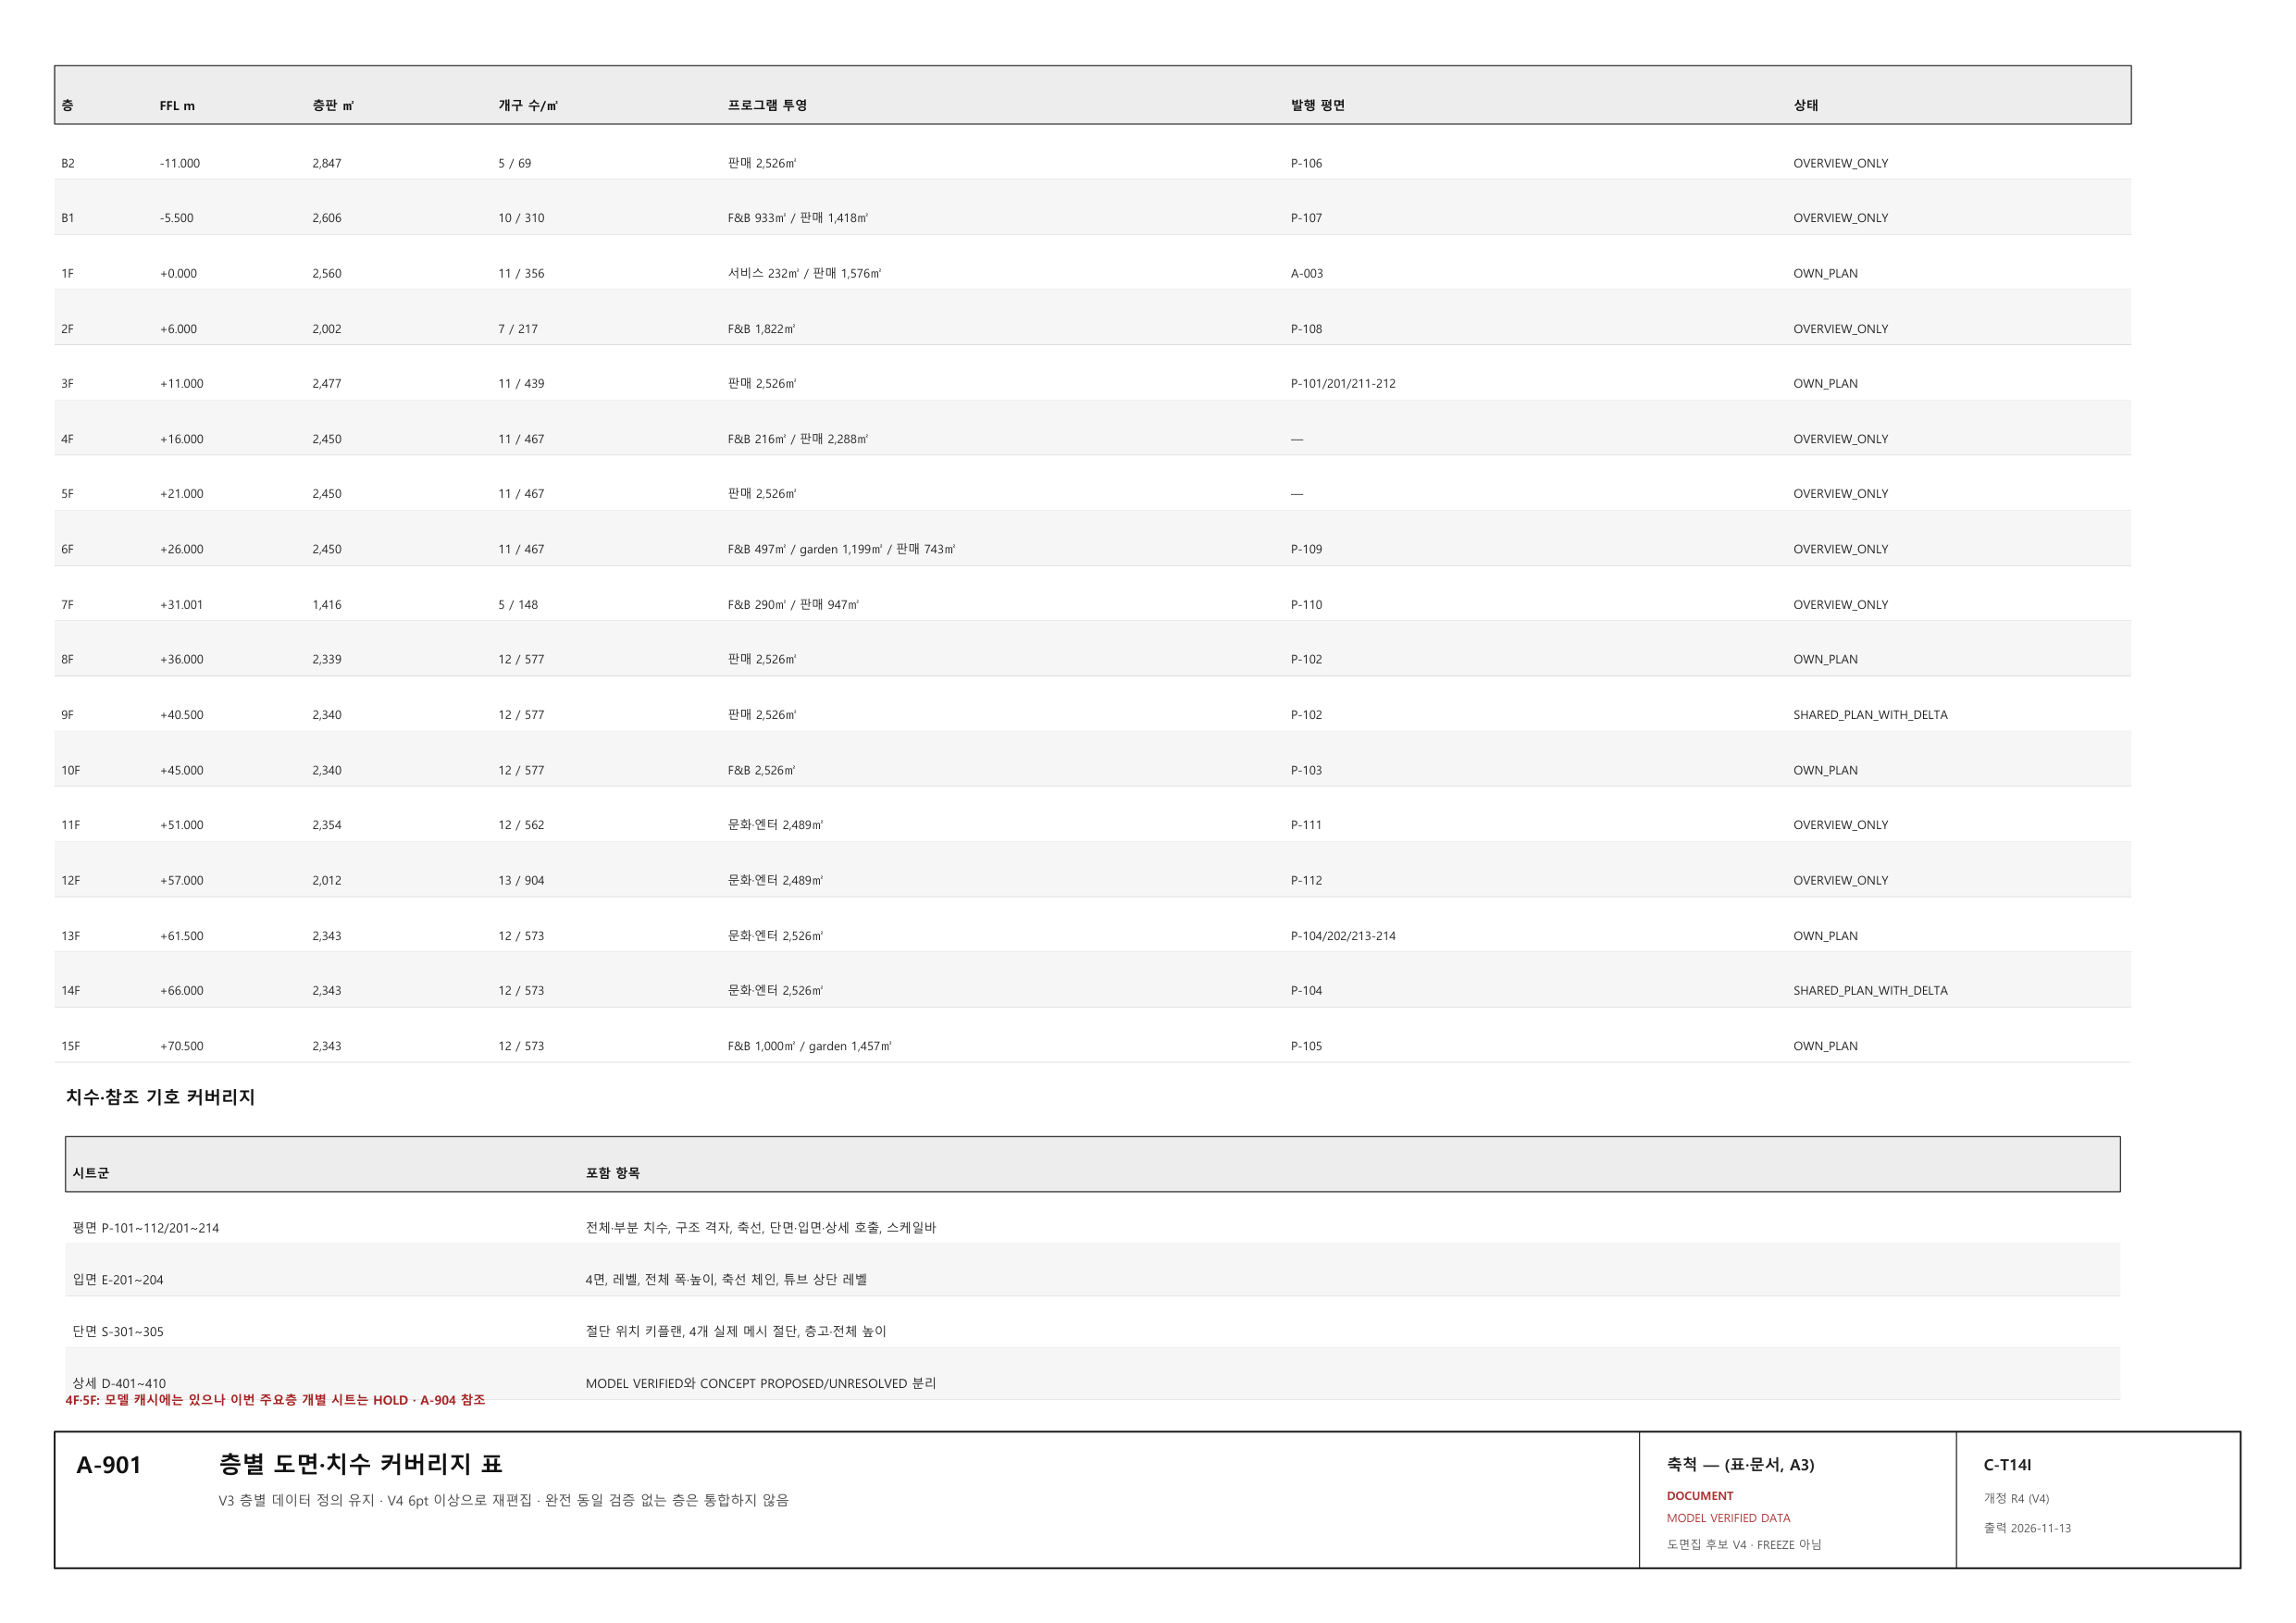 층 FFL m 층판 ㎡ 개구 수/㎡ 프로그램 투영 발행 평면 상태
B2 -11.000 2,847 5 / 69 판매 2,526㎡ P-106 OVERVIEW_ONLY
B1 -5.500 2,606 10 / 310 F&B 933㎡ / 판매 1,418㎡ P-107 OVERVIEW_ONLY
1F +0.000 2,560 11 / 356 서비스 232㎡ / 판매 1,576㎡ A-003 OWN_PLAN
2F +6.000 2,002 7 / 217 F&B 1,822㎡ P-108 OVERVIEW_ONLY
3F +11.000 2,477 11 / 439 판매 2,526㎡ P-101/201/211-212 OWN_PLAN
4F +16.000 2,450 11 / 467 F&B 216㎡ / 판매 2,288㎡ — OVERVIEW_ONLY
5F +21.000 2,450 11 / 467 판매 2,526㎡ — OVERVIEW_ONLY
6F +26.000 2,450 11 / 467 F&B 497㎡ / garden 1,199㎡ / 판매 743㎡ P-109 OVERVIEW_ONLY
7F +31.001 1,416 5 / 148 F&B 290㎡ / 판매 947㎡ P-110 OVERVIEW_ONLY
8F +36.000 2,339 12 / 577 판매 2,526㎡ P-102 OWN_PLAN
9F +40.500 2,340 12 / 577 판매 2,526㎡ P-102 SHARED_PLAN_WITH_DELTA
10F +45.000 2,340 12 / 577 F&B 2,526㎡ P-103 OWN_PLAN
11F +51.000 2,354 12 / 562 문화·엔터 2,489㎡ P-111 OVERVIEW_ONLY
12F +57.000 2,012 13 / 904 문화·엔터 2,489㎡ P-112 OVERVIEW_ONLY
13F +61.500 2,343 12 / 573 문화·엔터 2,526㎡ P-104/202/213-214 OWN_PLAN
14F +66.000 2,343 12 / 573 문화·엔터 2,526㎡ P-104 SHARED_PLAN_WITH_DELTA
15F +70.500 2,343 12 / 573 F&B 1,000㎡ / garden 1,457㎡ P-105 OWN_PLAN
치수·참조 기호 커버리지
시트군 포함 항목
평면 P-101~112/201~214 전체·부분 치수, 구조 격자, 축선, 단면·입면·상세 호출, 스케일바
입면 E-201~204 4면, 레벨, 전체 폭·높이, 축선 체인, 튜브 상단 레벨
단면 S-301~305 절단 위치 키플랜, 4개 실제 메시 절단, 층고·전체 높이
상세 D-401~410 MODEL VERIFIED와 CONCEPT PROPOSED/UNRESOLVED 분리
4F·5F: 모델 캐시에는 있으나 이번 주요층 개별 시트는 HOLD · A-904 참조
A-901 층별 도면·치수 커버리지 표
V3 층별 데이터 정의 유지 · V4 6pt 이상으로 재편집 · 완전 동일 검증 없는 층은 통합하지 않음
축척 — (표·문서, A3)
DOCUMENT
MODEL VERIFIED DATA
도면집 후보 V4 · FREEZE 아님
C-T14I
개정 R4 (V4)
출력 2026-11-13